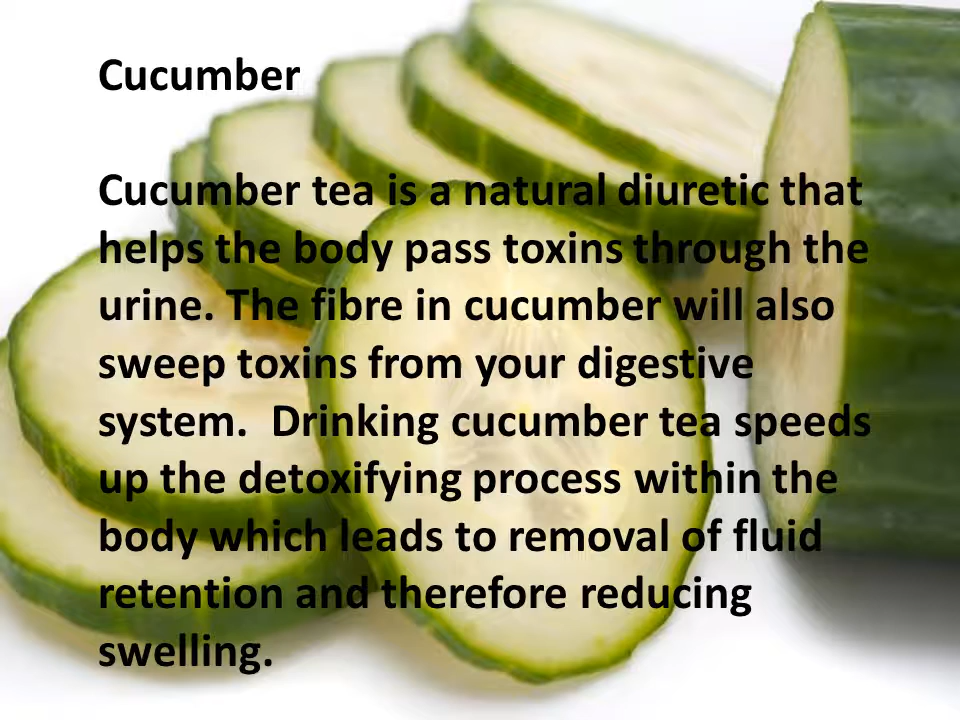 Cucumber
Cucumber tea is a natural diuretic that
helps the body pass toxins through the
urine. The fibre in cucumber will also
sweep toxins from your digestive
system.  Drinking cucumber tea speeds
up the detoxifying process within the
body which leads to removal of fluid
retention and therefore reducing
swelling.